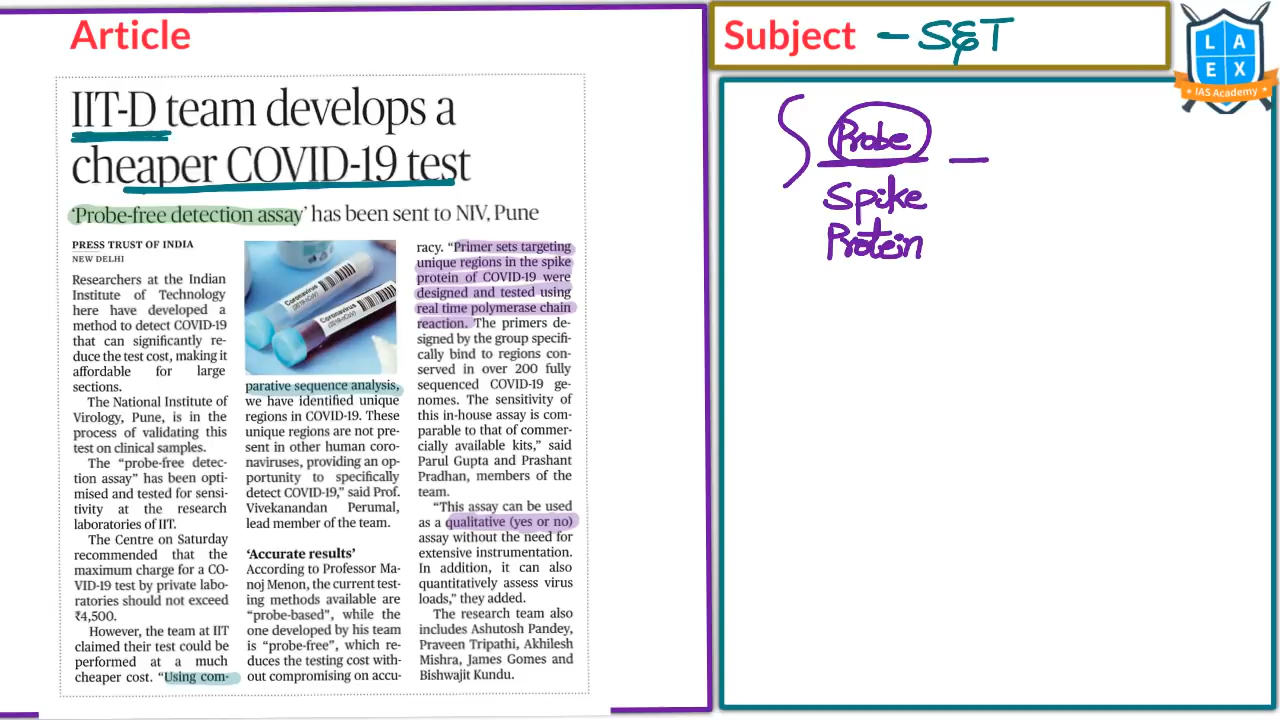 Article
IIT-D team develops a
cheaper COVID-19 test
‘Probe-free detection assay’ has been sent to NIV, Pune
PRESS TRUST OF INDIA
NEW DELHI
Researchers at the Indian
Institute of Technology
here have developed a
method to detect COVID-19
that can significantly re-
duce the test cost, making it
affordable for large
sections.
The National Institute of
Virology, Pune, is in the
process of validating this
test on clinical samples.
The “probe-free detec-
tion assay” has been opti-
mised and tested for sensi-
tivity at the research
laboratories of IIT.
The Centre on Saturday
recommended that the
maximum charge for a CO-
VID-19 test by private labo-
ratories should not exceed
₹4,500.
However, the team at IIT
claimed their test could be
performed at a much
cheaper cost. “Using com-
Coronavirus
(2019-nCoV)
Coronavirus
(2019-nCoV)
parative sequence analysis,
we have identified unique
regions in COVID-19. These
unique regions are not pre-
sent in other human coro-
naviruses, providing an op-
portunity to specifically
detect COVID-19,” said Prof.
Vivekanandan Perumal,
lead member of the team.
‘Accurate results’
According to Professor Ma-
noj Menon, the current test-
ing methods available are
“probe-based”, while the
one developed by his team
is “probe-free”, which re-
duces the testing cost with-
out compromising on accu-
racy. “Primer sets targeting
unique regions in the spike
protein of COVID-19 were
designed and tested using
real time polymerase chain
reaction. The primers de-
signed by the group specifi-
cally bind to regions con-
served in over 200 fully
sequenced COVID-19 ge-
nomes. The sensitivity of
this in-house assay is com-
parable to that of commer-
cially available kits,” said
Parul Gupta and Prashant
Pradhan, members of the
team.
“This assay can be used
as a qualitative (yes or no)
assay without the need for
extensive instrumentation.
In addition, it can also
quantitatively assess virus
loads,” they added.
The research team also
includes Ashutosh Pandey,
Praveen Tripathi, Akhilesh
Mishra, James Gomes and
Bishwajit Kundu.
Subject - S&T
Probe -
Spike
Protein
L A
E X
IAS Academy